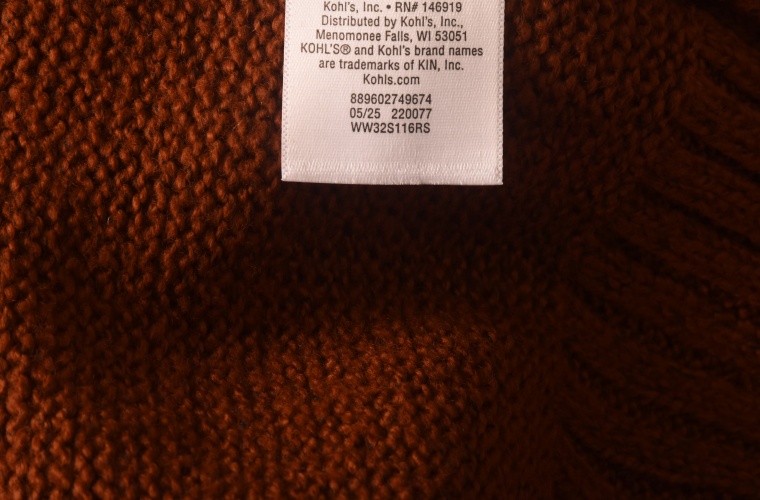 Kohl's, Inc. • RN# 146919
Distributed by Kohl's, Inc.,
Menomonee Falls, WI 53051
KOHL'S® and Kohl's brand names
are trademarks of KIN, Inc.
Kohls.com
889602749674
05/25 220077
WW32S116RS